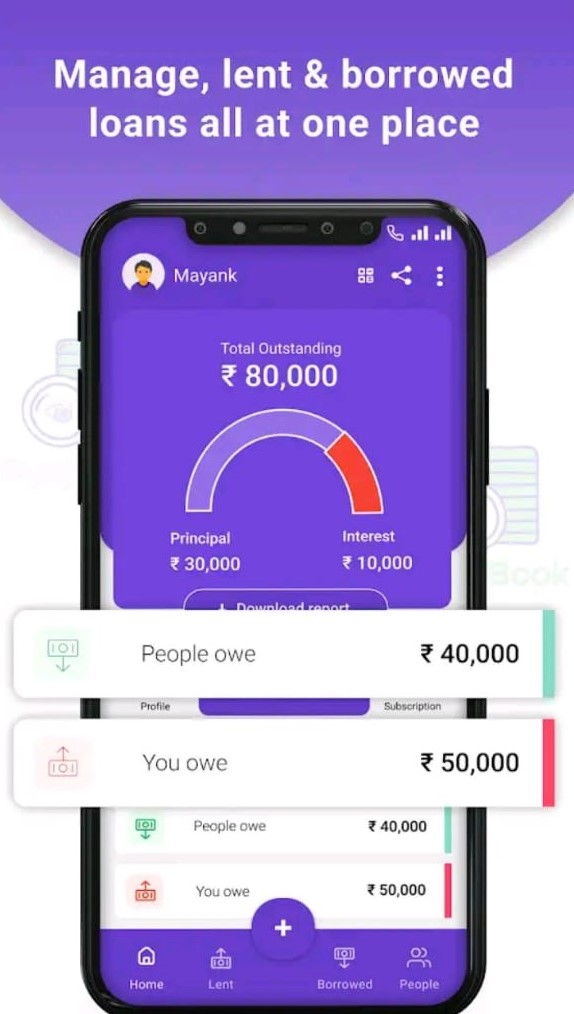 Manage, lent & borrowed
loans all at one place
Mayank
Total Outstanding
₹ 80,000
Principal
Interest
₹ 30,000
₹ 10,000
Download report
People owe
₹ 40,000
Profile
Subscription
You owe
₹ 50,000
People owe
₹ 40,000
You owe
₹ 50,000
+
Home
Lent
Borrowed
People
Book